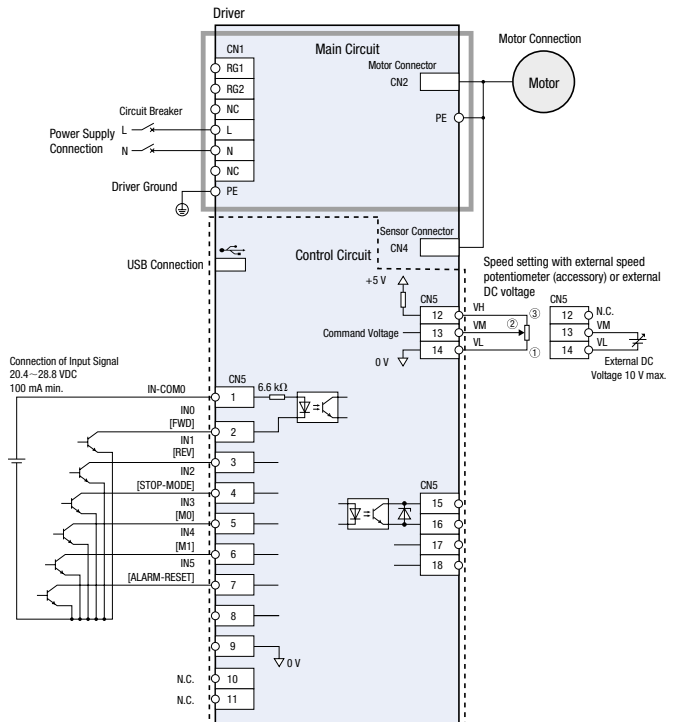 Driver
Main Circuit
CN1
RG1
RG2
NC
L
N
NC
PE
Circuit Breaker
Power Supply
Connection
L
N
Driver Ground
Motor Connector
CN2
PE
Motor Connection
Motor
Sensor Connector
CN4
USB Connection
Control Circuit
+5 V
Command Voltage
0 V
CN5
12
13
14
VH
VM
VL
③
②
①
Speed setting with external speed
potentiometer (accessory) or external
DC voltage
CN5
12
13
14
N.C.
VM
VL
External DC
Voltage 10 V max.
Connection of Input Signal
20.4～28.8 VDC
100 mA min.
CN5
6.6 kΩ
IN-COM0
1
IN0
[FWD]
2
IN1
[REV]
3
IN2
[STOP-MODE]
4
IN3
[M0]
5
IN4
[M1]
6
IN5
[ALARM-RESET]
7
8
9
0 V
N.C.
10
N.C.
11
CN5
15
16
17
18